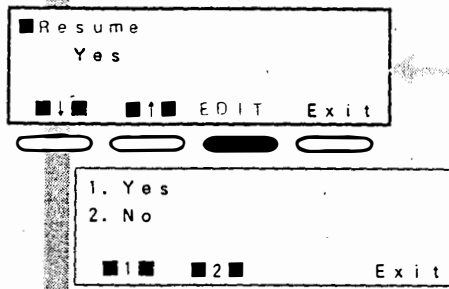 ■Resume
Yes
■↓■ ■↑■ EDIT Exit
1. Yes
2. No
■1■ ■2■ Exit